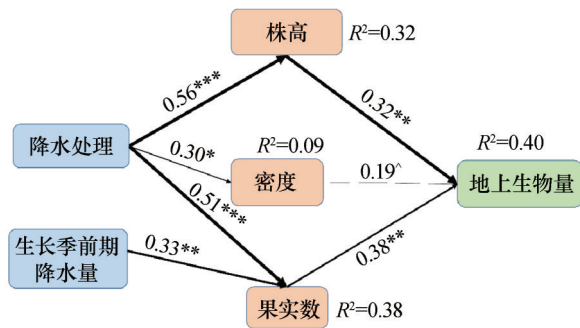 株高
R²=0.32
0.56***
0.32**
降水处理
0.30*
R²=0.09
密度
0.19^
R²=0.40
地上生物量
0.51***
生长季前期
降水量
0.33**
0.38**
果实数
R²=0.38